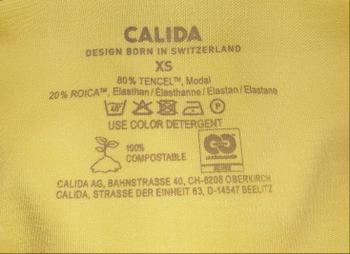 CALIDA
DESIGN BORN IN SWITZERLAND
XS
80% TENCEL™, Modal
20% ROICA™, Elasthan / Élasthanne / Elastan / Elastane
USE COLOR DETERGENT
100%
COMPOSTABLE
CALIDA AG, BAHNSTRASSE 40, CH-6208 OBERKIRCH
CALIDA, STRASSE DER EINHEIT 63, D-14547 BEELITZ